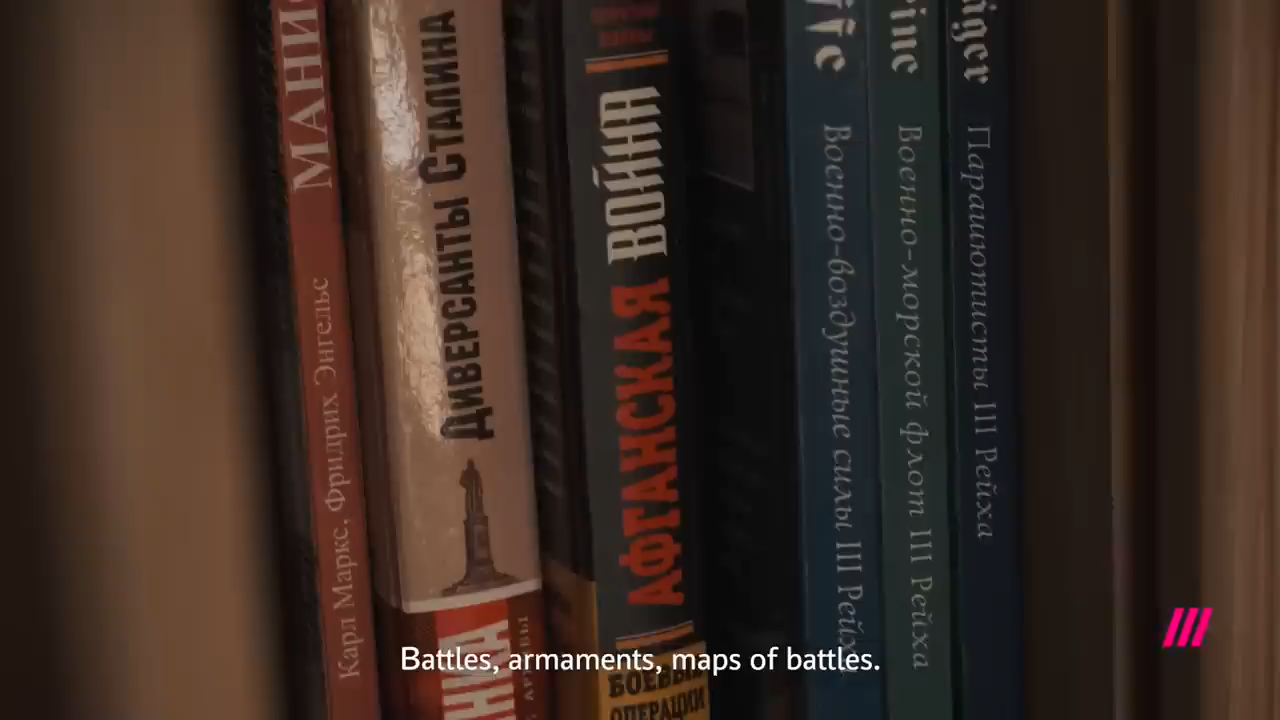 МАНИ
Карл Маркс, Фридрих Энгельс
Диверсанты Сталина
АФГАНСКАЯ ВОЙНА
БОЕВЫЕ
ОПЕРАЦИИ
Военно-воздушные силы III Рейха
Военно-морской флот III Рейха
Парашютисты III Рейха
Battles, armaments, maps of battles.